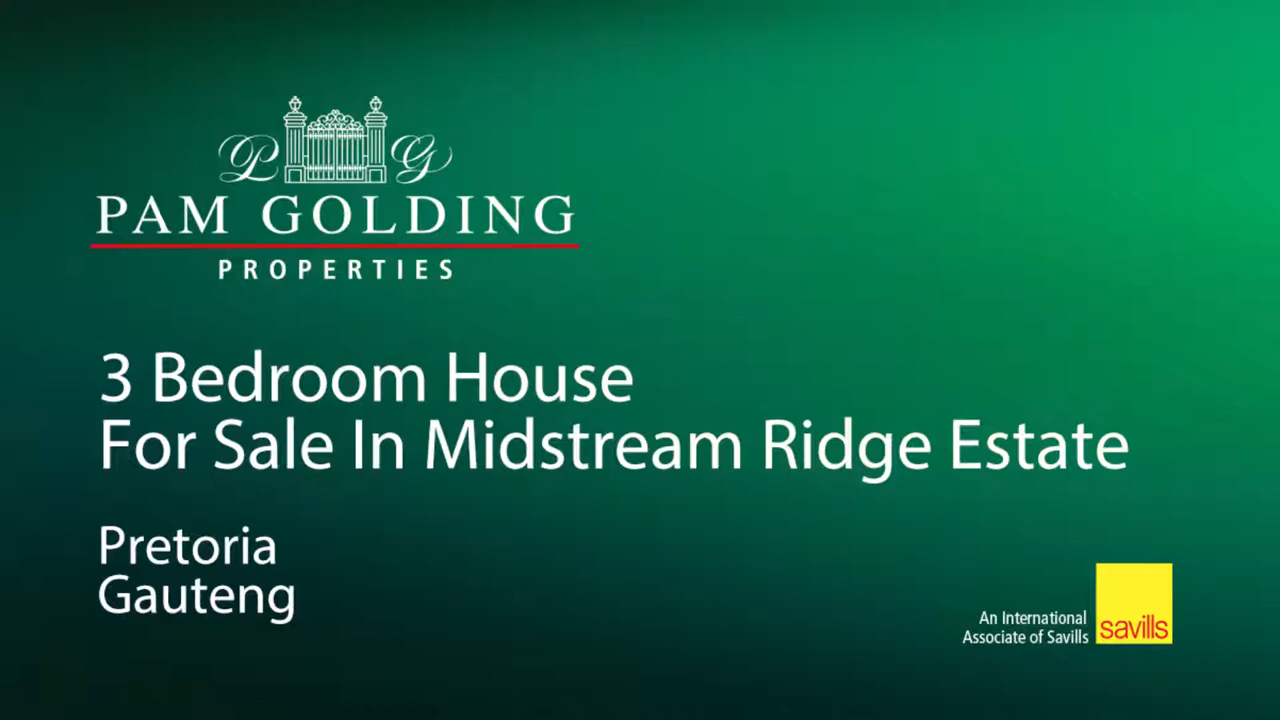 P G
PAM GOLDING
PROPERTIES
3 Bedroom House
For Sale In Midstream Ridge Estate
Pretoria
Gauteng
An International
Associate of Savills
savills